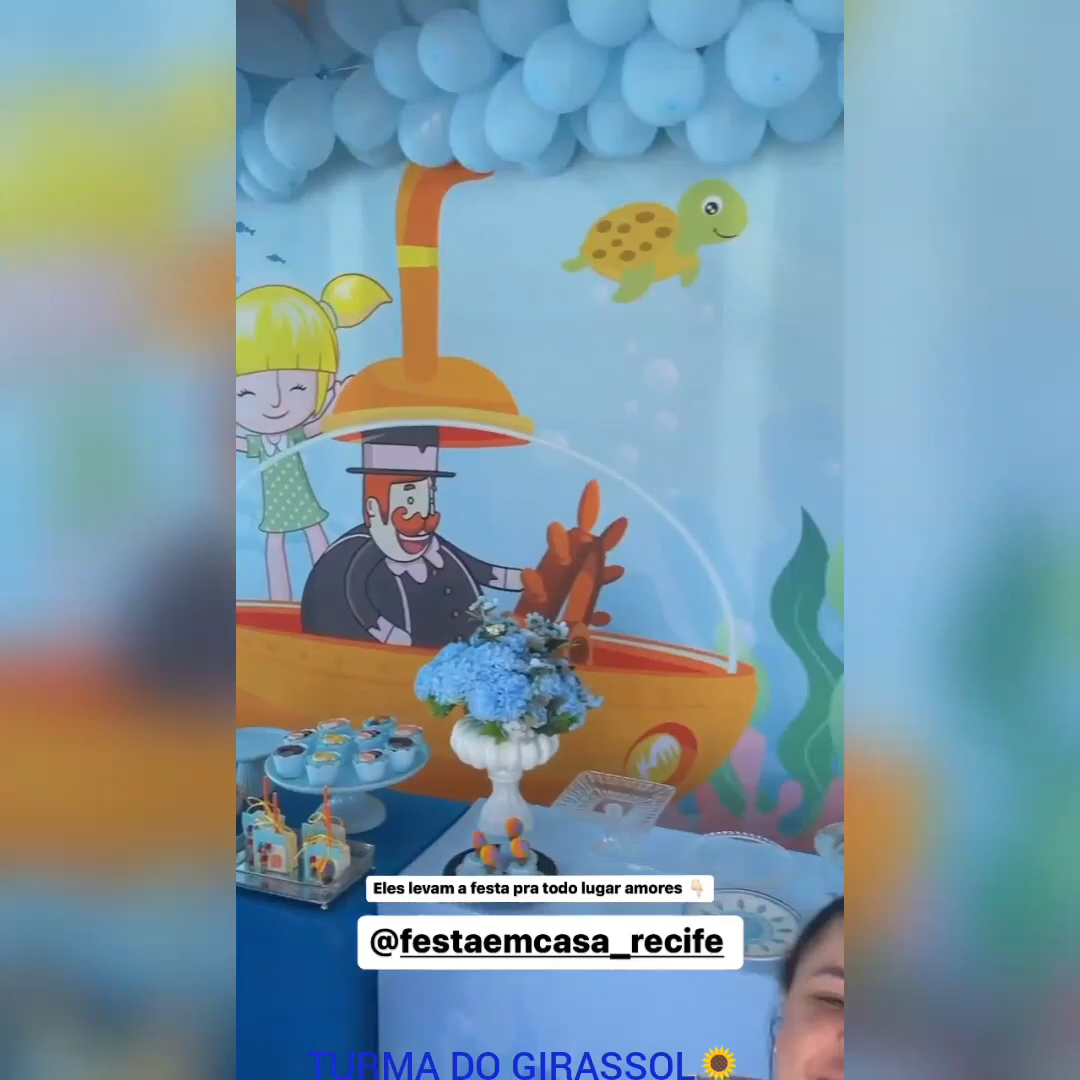 Eles levam a festa pra todo lugar amores 👇🏻
@festaemcasa_recife
TURMA DO GIRASSOL🌻